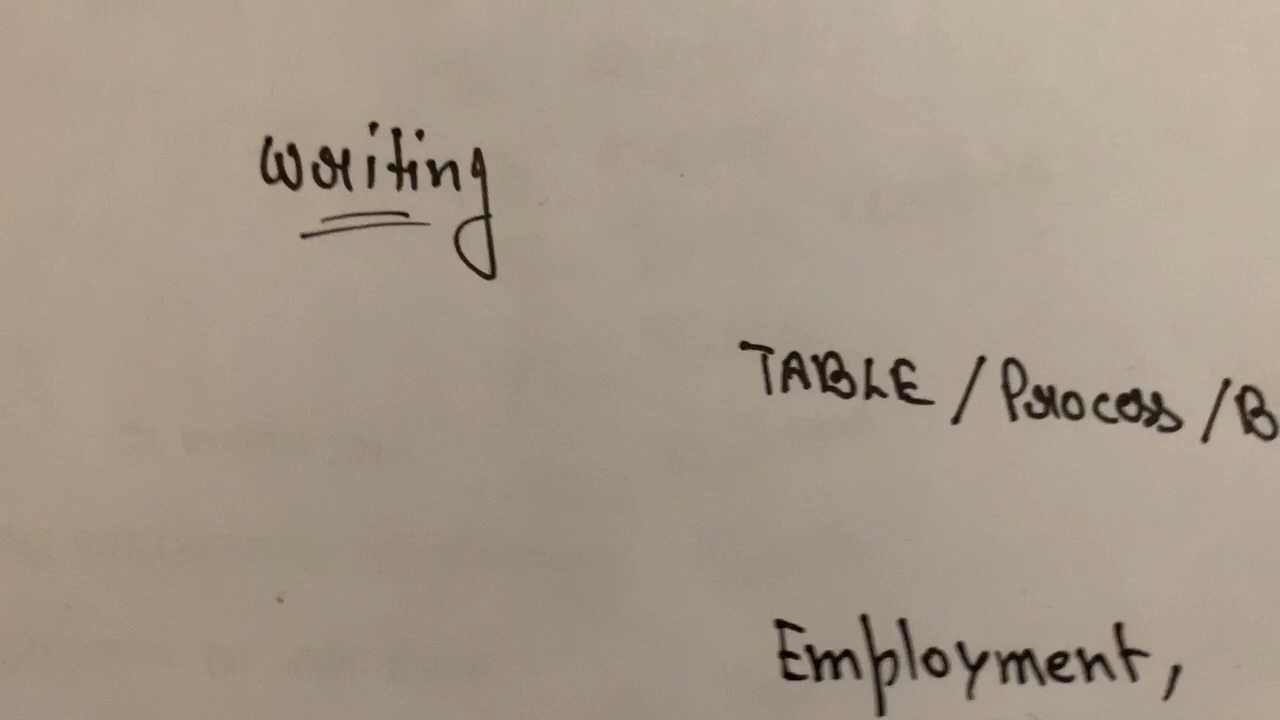 Writing
TABLE / Process / B
Employment,